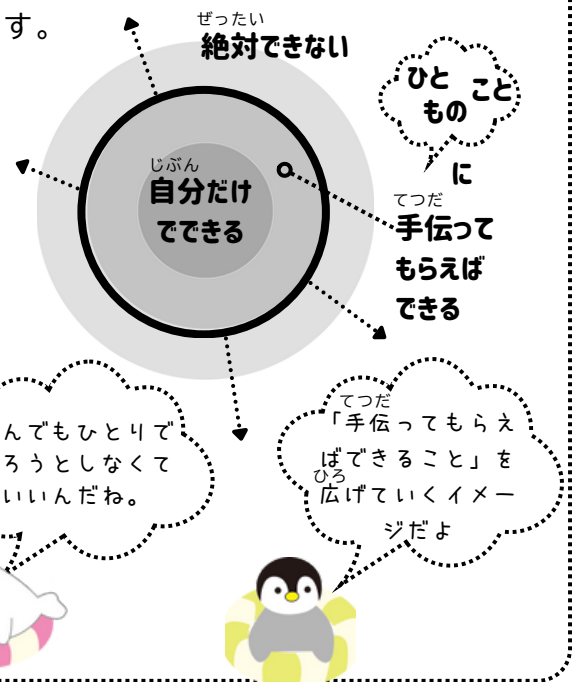 す。
ぜったい
絶対できない
ひと
もの
こと
に
てつだ
手伝って
もらえば
できる
じぶん
自分だけ
でできる
んでもひとりで
ろうとしなくて
いいんだね。
てつだ
「手伝ってもらえ
ばできること」を
ひろ
広げていくイメー
ジだよ